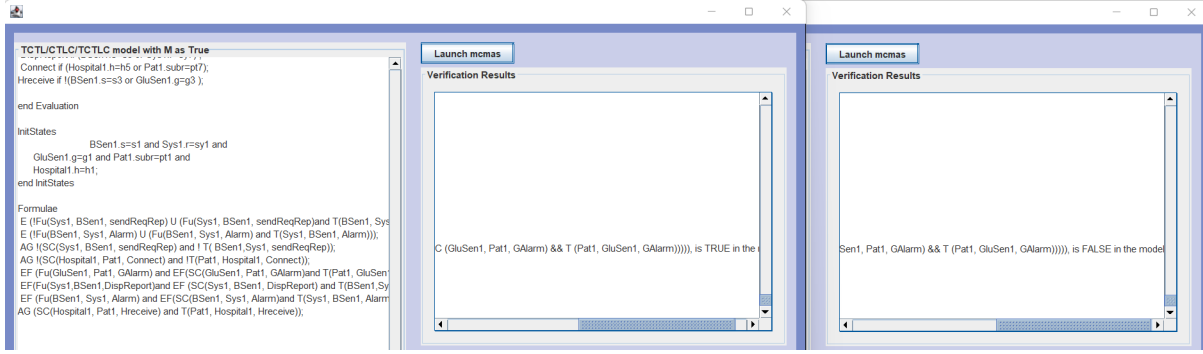 TCTL/CTLC/TCTLC model with M as True
Connect if (Hospital1.h=h5 or Pat1.subr=pt7);
Hreceive if !(BSen1.s=s3 or GluSen1.g=g3 );
end Evaluation
InitStates
BSen1.s=s1 and Sys1.r=sy1 and
GluSen1.g=g1 and Pat1.subr=pt1 and
Hospital1.h=h1;
end InitStates
Formulae
E (!Fu(Sys1, BSen1, sendReqRep) U (Fu(Sys1, BSen1, sendReqRep)and T(BSen1, Sys
E (!Fu(BSen1, Sys1, Alarm) U (Fu(BSen1, Sys1, Alarm) and T(Sys1, BSen1, Alarm)));
AG !(SC(Sys1, BSen1, sendReqRep) and ! T( BSen1,Sys1, sendReqRep));
AG !(SC(Hospital1, Pat1, Connect) and !T(Pat1, Hospital1, Connect));
EF (Fu(GluSen1, Pat1, GAlarm) and EF(SC(GluSen1, Pat1, GAlarm)and T(Pat1, GluSen
EF(Fu(Sys1,BSen1,DispReport)and EF (SC(Sys1, BSen1, DispReport) and T(BSen1,Sy
EF (Fu(BSen1, Sys1, Alarm) and EF(SC(BSen1, Sys1, Alarm)and T(Sys1, BSen1, Alarm
AG (SC(Hospital1, Pat1, Hreceive) and T(Pat1, Hospital1, Hreceive));
Launch mcmas
Verification Results
C (GluSen1, Pat1, GAlarm) && T (Pat1, GluSen1, GAlarm))))), is TRUE in the
Launch mcmas
Verification Results
Sen1, Pat1, GAlarm) && T (Pat1, GluSen1, GAlarm))))), is FALSE in the model